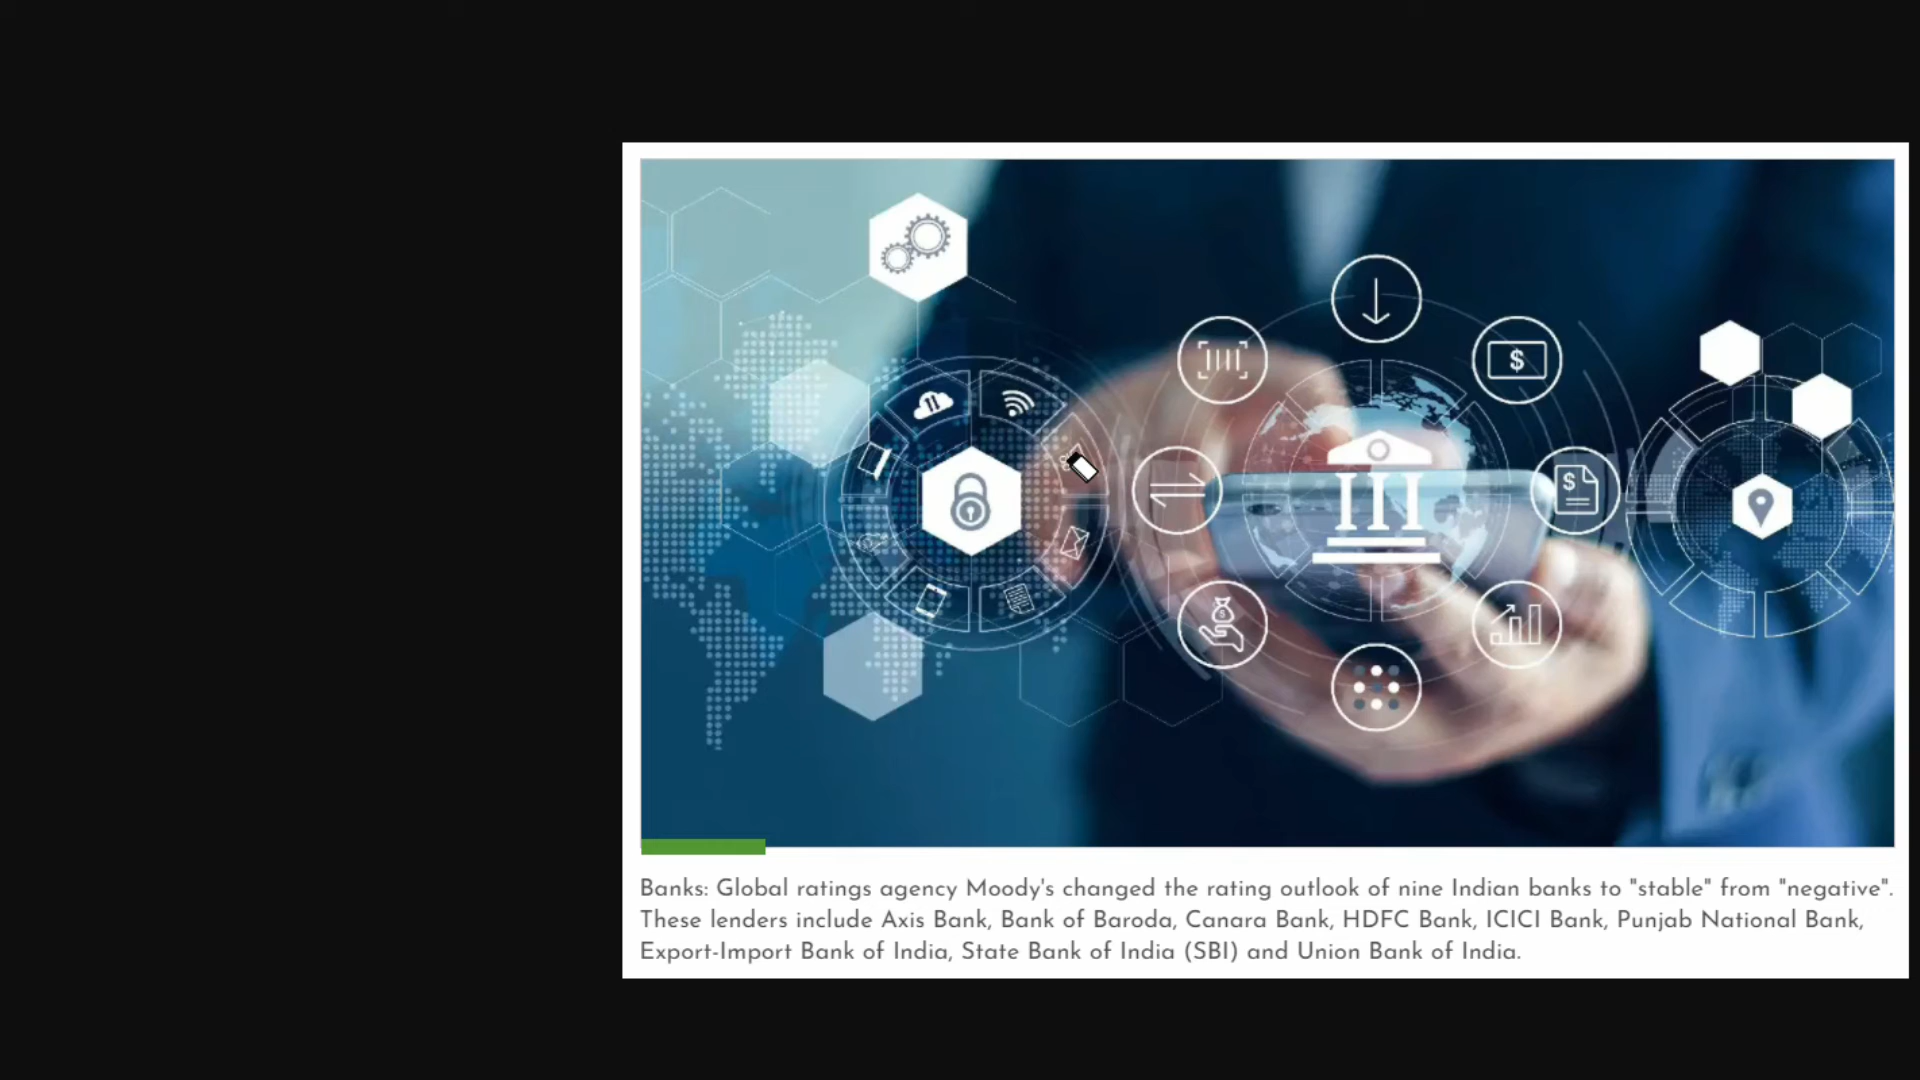 Banks: Global ratings agency Moody's changed the rating outlook of nine Indian banks to "stable" from "negative".
These lenders include Axis Bank, Bank of Baroda, Canara Bank, HDFC Bank, ICICI Bank, Punjab National Bank,
Export-Import Bank of India, State Bank of India (SBI) and Union Bank of India.